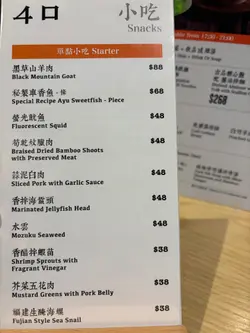 4口
小吃
Snacks
單點小吃 Starter
黑草山羊肉 $88
Black Mountain Goat
秘製專香魚。條 $68
Special Recipe Ayu Sweetfish - Piece
螢光魷魚 $48
Fluorescent Squid
筍乾炆臘肉 $48
Braised Dried Bamboo Shoots
with Preserved Meat
蒜泥白肉 $48
Sliced Pork with Garlic Sauce
香拌海蜇頭 $48
Marinated Jellyfish Head
水雲 $48
Mozuku Seaweed
香醋拌蝦苗 $38
Shrimp Sprouts with
Fragrant Vinegar
芥菜五花肉 $38
Mustard Greens with Pork Belly
福建生醃海螺 $38
Fujian Style Sea Snail
$268